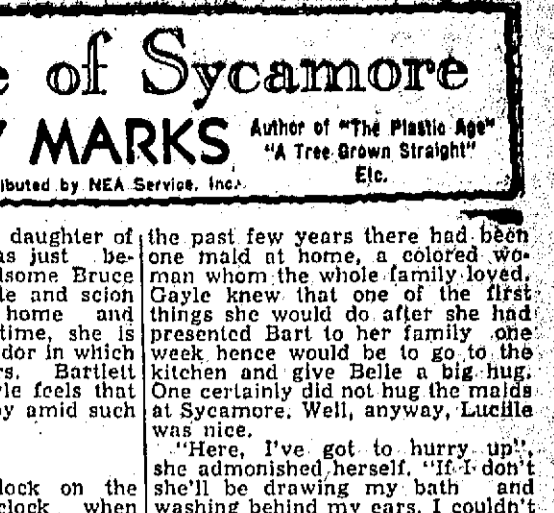 e of Sycamore
Y MARKS
Author of "The Plastic Age"
"A Tree Grown Straight"
Etc.
ibuted by NEA Service, Inc.
daughter of
as just be-
dsome Bruce
le and scion
home and
time, she is
dor in which
rs. Bartlett
yle feels that
by amid such
lock on the
clock when
the past few years there had been
one maid at home, a colored wo-
man whom the whole family loved.
Gayle knew that one of the first
things she would do after she had
presented Bart to her family one
week hence would be to go to the
kitchen and give Belle a big hug.
One certainly did not hug the maids
at Sycamore. Well, anyway, Lucille
was nice.
"Here, I've got to hurry up",
she admonished herself. "If I don't
she'll be drawing my bath and
washing behind my ears. I couldn't